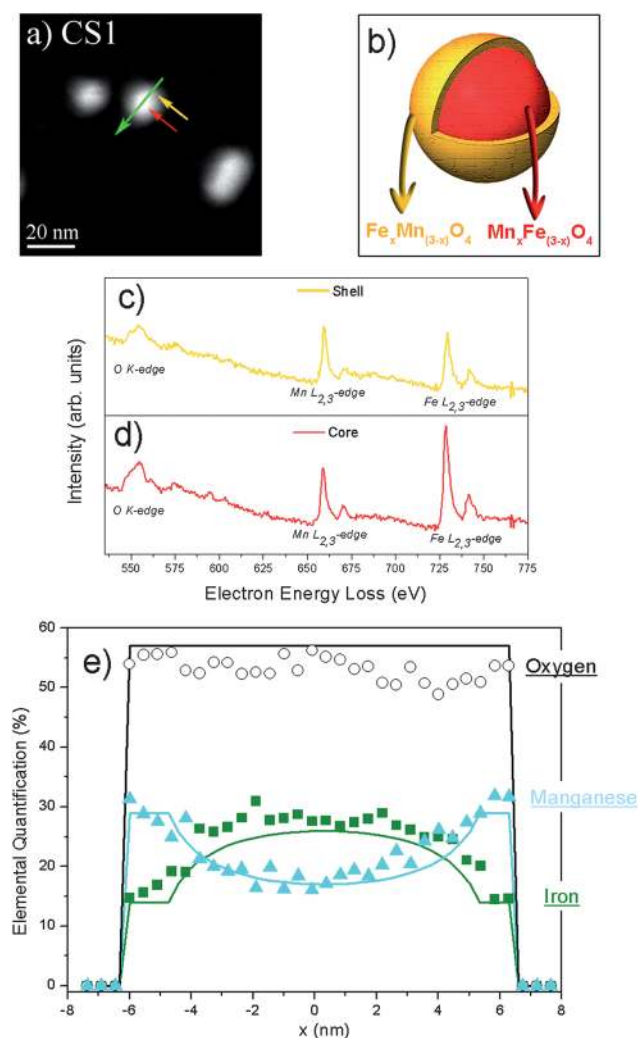 a) CS1
20 nm
b)
FeₓMn₍₃₋ₓ₎O₄ MnₓFe₍₃₋ₓ₎O₄
c) Shell
O K-edge
Mn L₂,₃-edge
Fe L₂,₃-edge
d) Core
O K-edge
Mn L₂,₃-edge
Fe L₂,₃-edge
Intensity (arb. units)
550 575 600 625 650 675 700 725 750 775
Electron Energy Loss (eV)
e)
Oxygen
Manganese
Iron
Elemental Quantification (%)
60
50
40
30
20
10
0
-8 -6 -4 -2 0 2 4 6 8
x (nm)